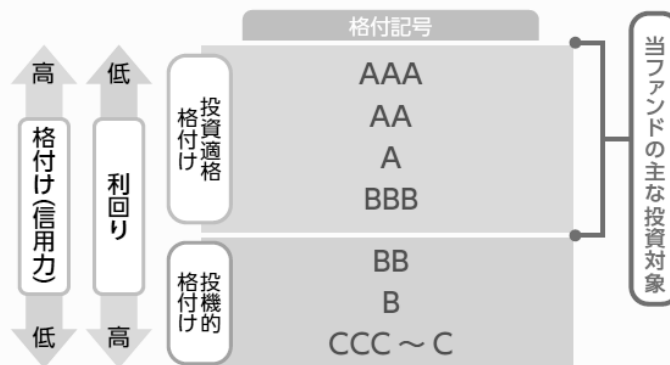 格付記号
高
格付け(信用力)
低
低
利回り
高
投資適格
格付け
AAA
AA
A
BBB
投機的
格付け
BB
B
CCC ～ C
当ファンドの主な投資対象